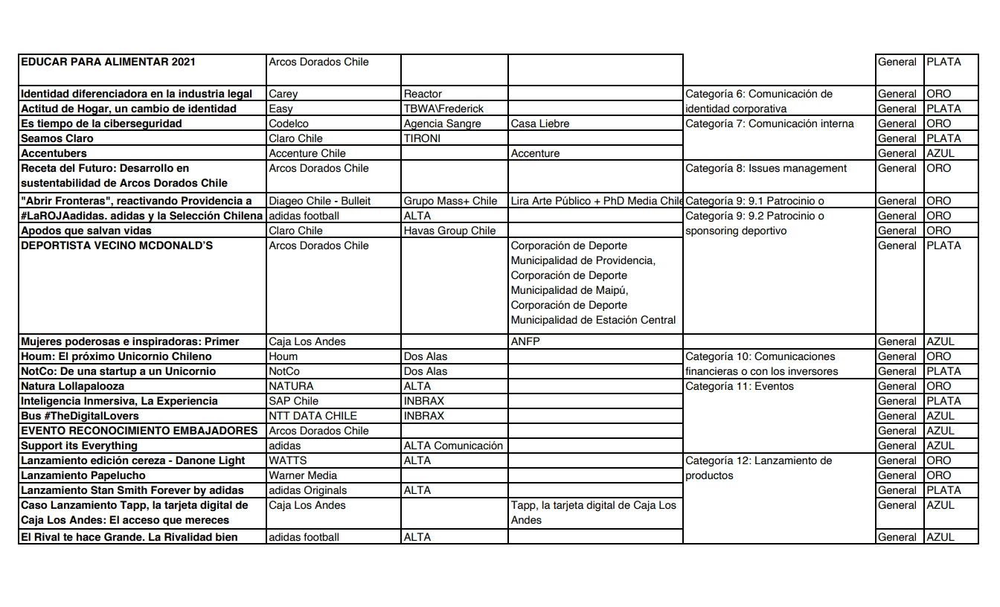 EDUCAR PARA ALIMENTAR 2021 Arcos Dorados Chile General PLATA
Identidad diferenciadora en la industria legal Carey Reactor Categoría 6: Comunicación de General ORO
Actitud de Hogar, un cambio de identidad Easy TBWA\Frederick identidad corporativa General PLATA
Es tiempo de la ciberseguridad Codelco Agencia Sangre Casa Liebre Categoría 7: Comunicación interna General ORO
Seamos Claro Claro Chile TIRONI General PLATA
Accentubers Accenture Chile Accenture General AZUL
Receta del Futuro: Desarrollo en Arcos Dorados Chile Categoría 8: Issues management General ORO
sustentabilidad de Arcos Dorados Chile
"Abrir Fronteras", reactivando Providencia a Diageo Chile - Bulleit Grupo Mass+ Chile Lira Arte Público + PhD Media Chile Categoría 9: 9.1 Patrocinio o General ORO
#LaROJAadidas. adidas y la Selección Chilena adidas football ALTA Categoría 9: 9.2 Patrocinio o General ORO
Apodos que salvan vidas Claro Chile Havas Group Chile sponsoring deportivo General ORO
DEPORTISTA VECINO MCDONALD'S Arcos Dorados Chile Corporación de Deporte General PLATA
Municipalidad de Providencia,
Corporación de Deporte
Municipalidad de Maipú,
Corporación de Deporte
Municipalidad de Estación Central
Mujeres poderosas e inspiradoras: Primer Caja Los Andes ANFP General AZUL
Houm: El próximo Unicornio Chileno Houm Dos Alas Categoría 10: Comunicaciones General ORO
NotCo: De una startup a un Unicornio NotCo Dos Alas financieras o con los inversores General PLATA
Natura Lollapalooza NATURA ALTA Categoría 11: Eventos General ORO
Inteligencia Inmersiva, La Experiencia SAP Chile INBRAX General PLATA
Bus #TheDigitalLovers NTT DATA CHILE INBRAX General AZUL
EVENTO RECONOCIMIENTO EMBAJADORES Arcos Dorados Chile General AZUL
Support its Everything adidas ALTA Comunicación General AZUL
Lanzamiento edición cereza - Danone Light WATTS ALTA Categoría 12: Lanzamiento de General ORO
Lanzamiento Papelucho Warner Media productos General ORO
Lanzamiento Stan Smith Forever by adidas adidas Originals ALTA General PLATA
Caso Lanzamiento Tapp, la tarjeta digital de Caja Los Andes Tapp, la tarjeta digital de Caja Los General AZUL
Caja Los Andes: El acceso que mereces Andes
El Rival te hace Grande. La Rivalidad bien adidas football ALTA General AZUL